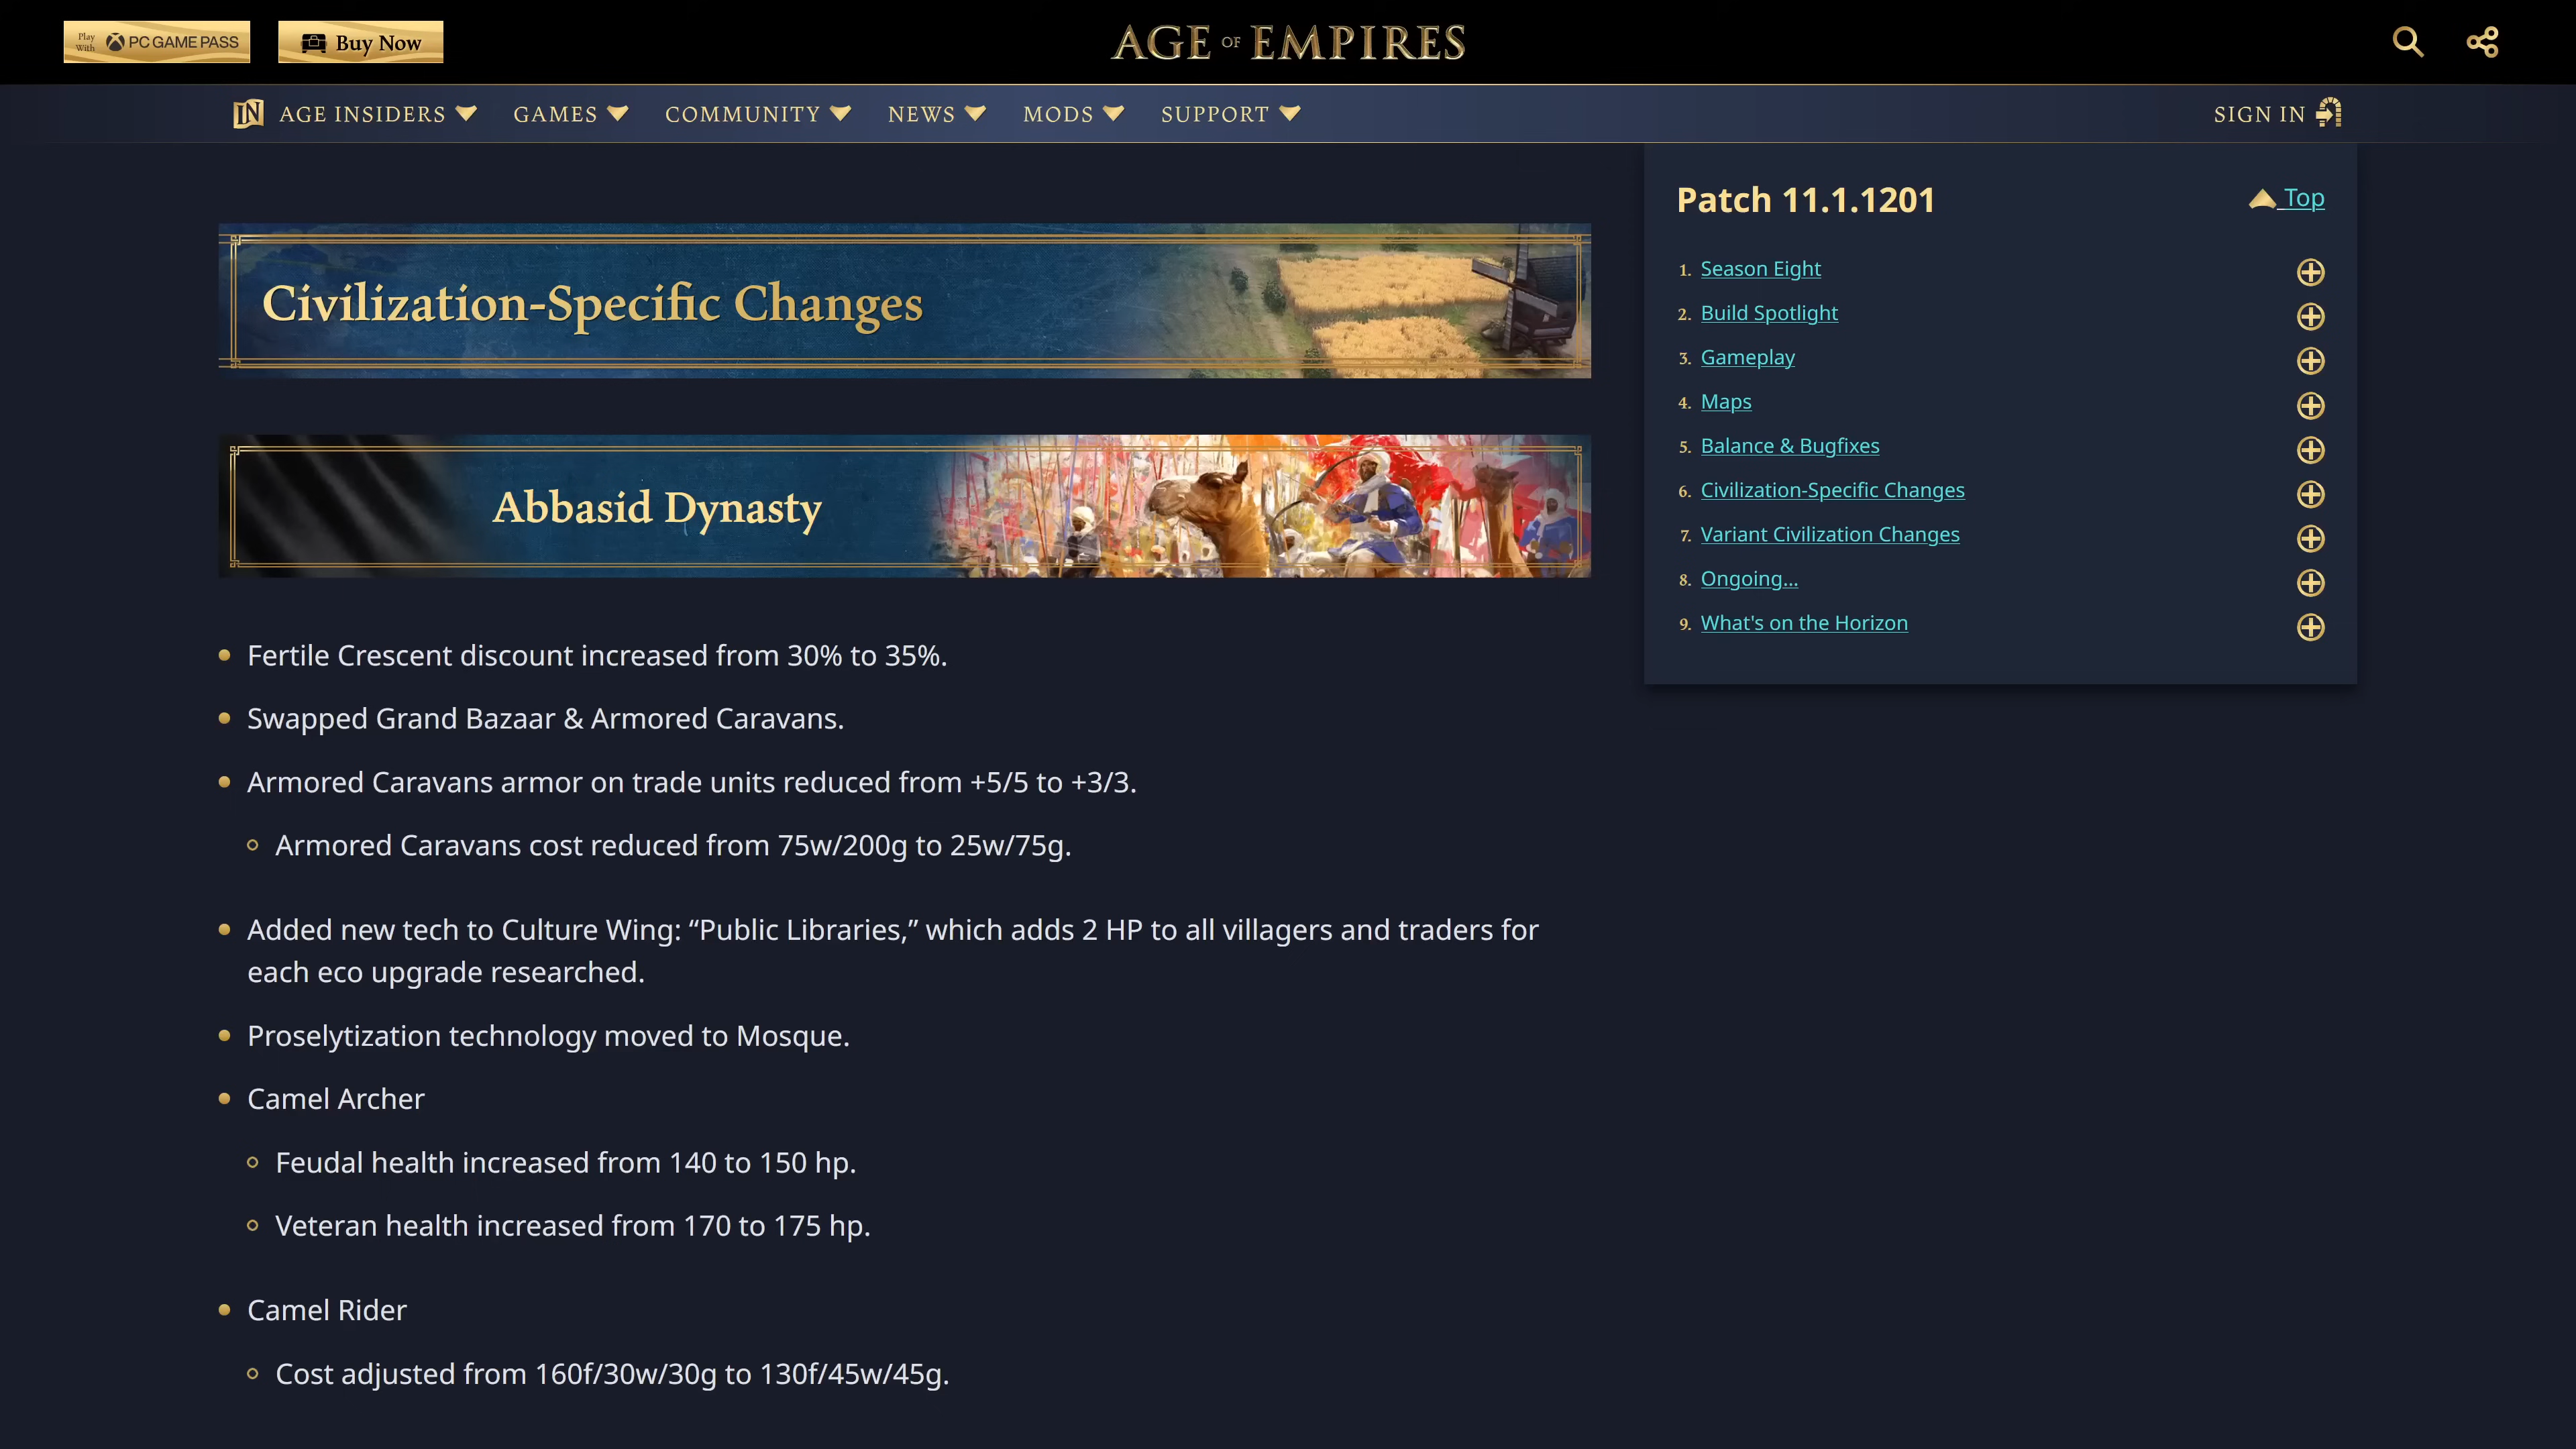 Play With PC GAME PASS
Buy Now
AGE OF EMPIRES
IN AGE INSIDERS
GAMES
COMMUNITY
NEWS
MODS
SUPPORT
SIGN IN
Civilization-Specific Changes
Abbasid Dynasty
Fertile Crescent discount increased from 30% to 35%.
Swapped Grand Bazaar & Armored Caravans.
Armored Caravans armor on trade units reduced from +5/5 to +3/3.
Armored Caravans cost reduced from 75w/200g to 25w/75g.
Added new tech to Culture Wing: “Public Libraries,” which adds 2 HP to all villagers and traders for
each eco upgrade researched.
Proselytization technology moved to Mosque.
Camel Archer
Feudal health increased from 140 to 150 hp.
Veteran health increased from 170 to 175 hp.
Camel Rider
Cost adjusted from 160f/30w/30g to 130f/45w/45g.
Patch 11.1.1201
Top
1. Season Eight
2. Build Spotlight
3. Gameplay
4. Maps
5. Balance & Bugfixes
6. Civilization-Specific Changes
7. Variant Civilization Changes
8. Ongoing...
9. What's on the Horizon